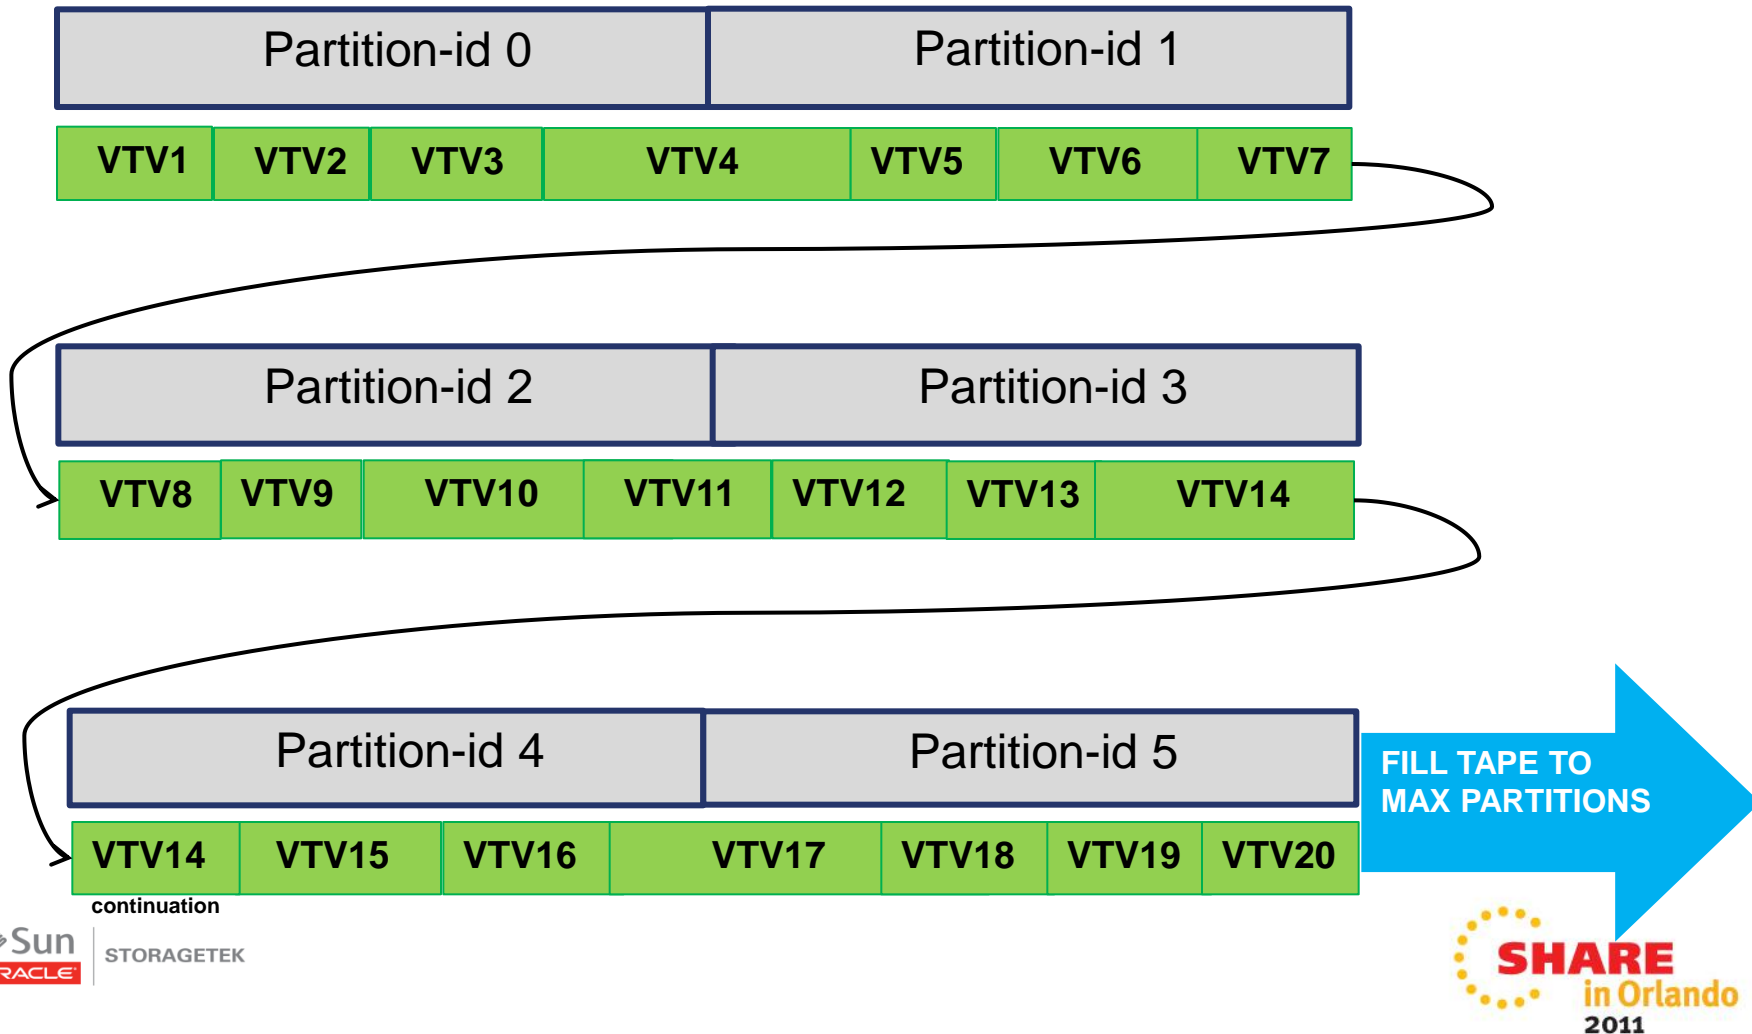 Partition-id 0 Partition-id 1
VTV1 VTV2 VTV3 VTV4 VTV5 VTV6 VTV7
Partition-id 2 Partition-id 3
VTV8 VTV9 VTV10 VTV11 VTV12 VTV13 VTV14
Partition-id 4 Partition-id 5
FILL TAPE TO
MAX PARTITIONS
VTV14 VTV15 VTV16 VTV17 VTV18 VTV19 VTV20
continuation
Sun
RACLE
STORAGETEK
SHARE
in Orlando
2011